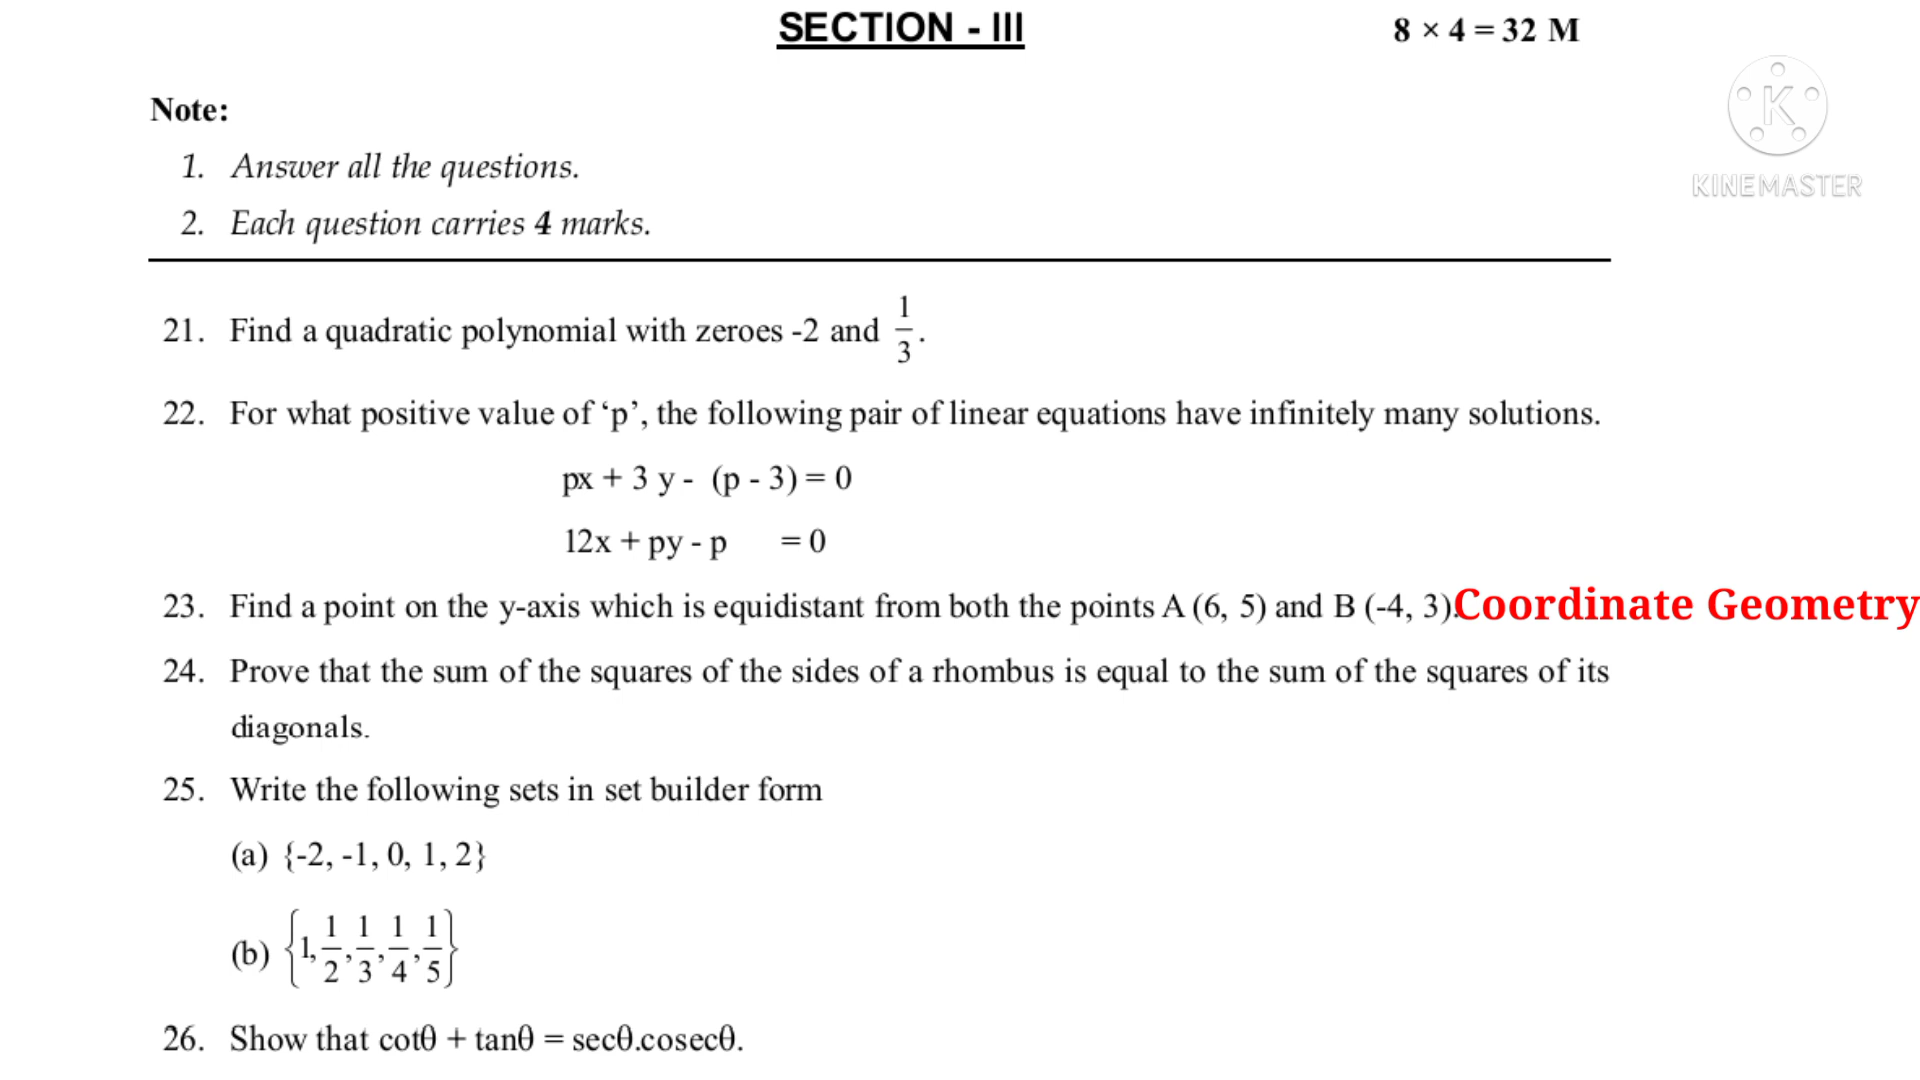 SECTION - III
8 × 4 = 32 M
KINEMASTER
Note:
1. Answer all the questions.
2. Each question carries 4 marks.
21. Find a quadratic polynomial with zeroes -2 and 1/3.
22. For what positive value of ‘p’, the following pair of linear equations have infinitely many solutions.
px + 3 y - (p - 3) = 0
12x + py - p = 0
23. Find a point on the y-axis which is equidistant from both the points A (6, 5) and B (-4, 3).Coordinate Geometry
24. Prove that the sum of the squares of the sides of a rhombus is equal to the sum of the squares of its
diagonals.
25. Write the following sets in set builder form
(a) {-2, -1, 0, 1, 2}
(b) {1, 1/2, 1/3, 1/4, 1/5}
26. Show that cotθ + tanθ = secθ.cosecθ.